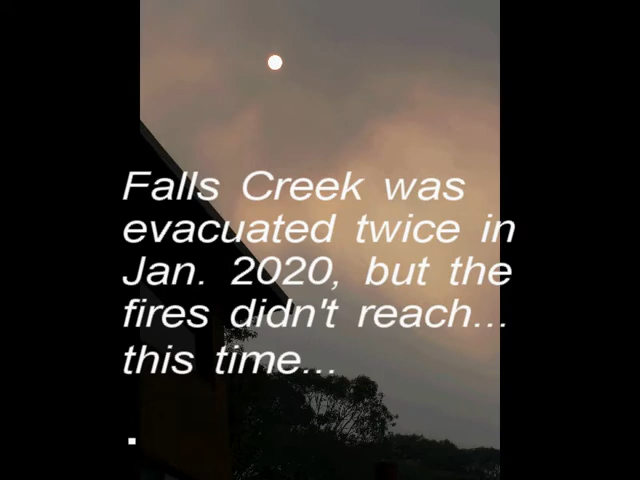 Falls Creek was
evacuated twice in
Jan. 2020, but the
fires didn't reach...
this time...
.